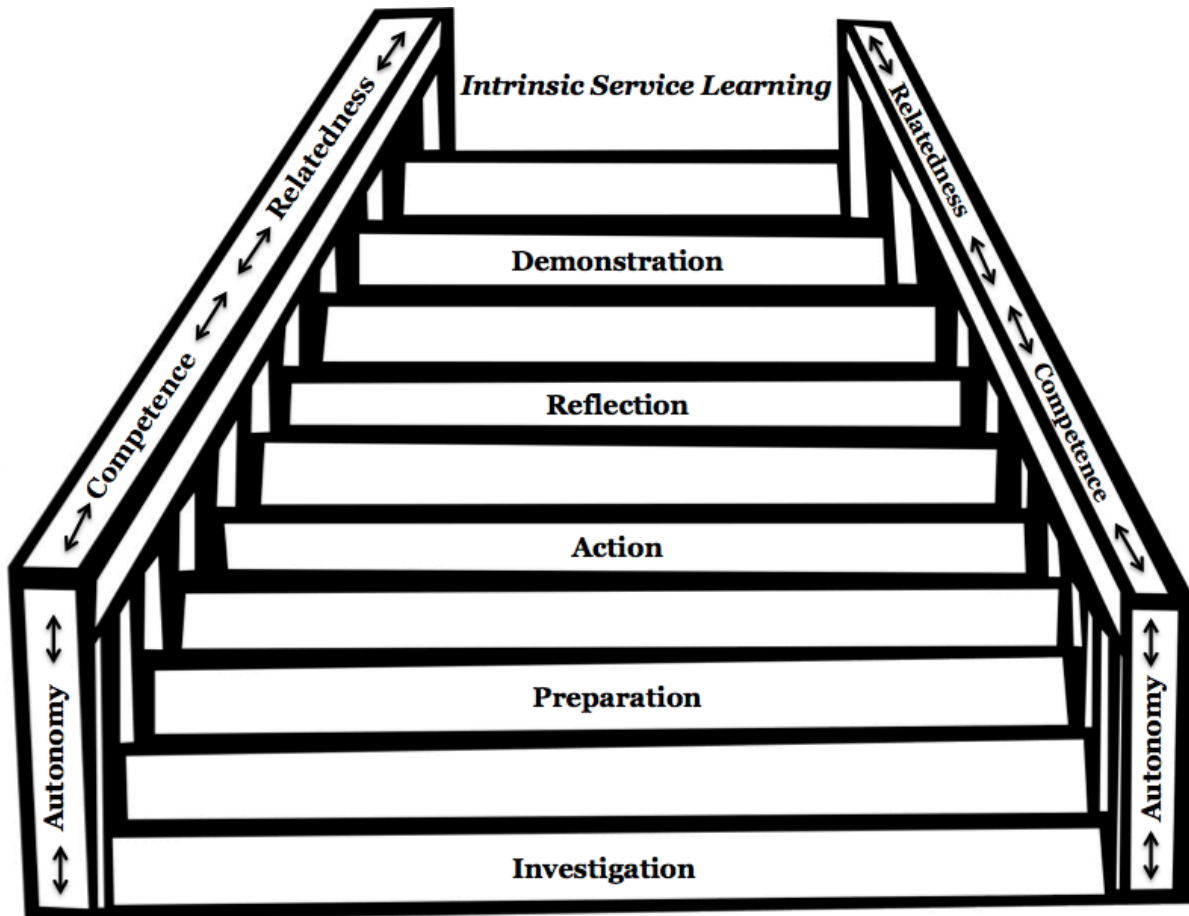 Intrinsic Service Learning
Relatedness
Relatedness
Demonstration
Competence
Competence
Reflection
Action
Autonomy
Autonomy
Preparation
Investigation